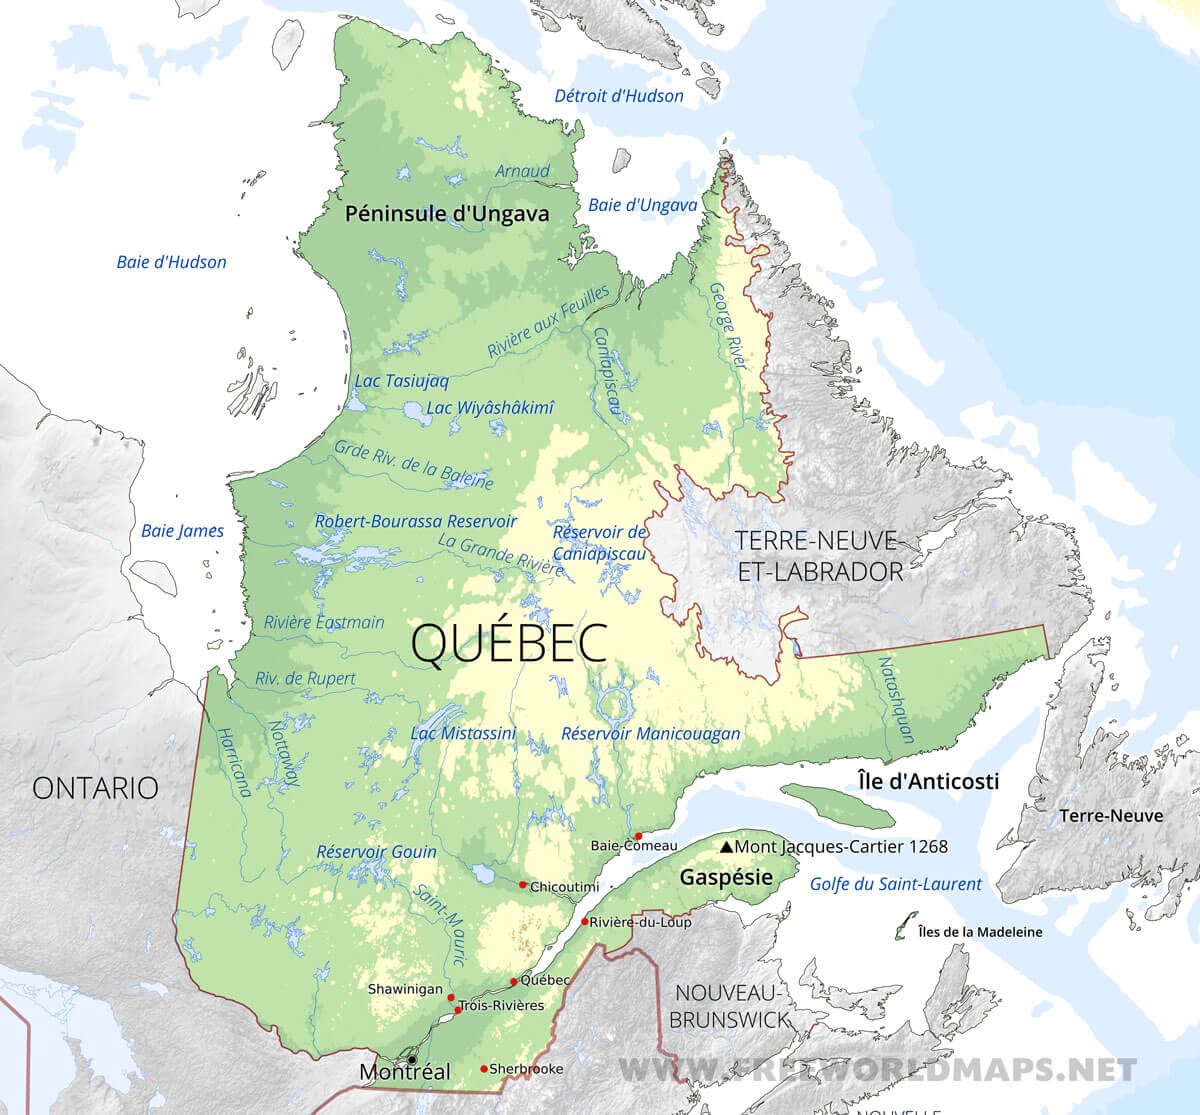 Détroit d'Hudson
Arnaud
Péninsule d'Ungava
Baie d'Ungava
Baie d'Hudson
George River
Rivière aux Feuilles
Caniapiscau
Lac Tasiujaq
Lac Wiyâshâkimî
Grde Riv. de la Baleine
Robert-Bourassa Reservoir
Baie James
La Grande Rivière
Réservoir de
Caniapiscau
TERRE-NEUVE-
ET-LABRADOR
Rivière Eastmain
QUÉBEC
Riv. de Rupert
Natashquan
Harricana
Nottaway
Lac Mistassini
Réservoir Manicouagan
ONTARIO
Île d'Anticosti
Terre-Neuve
Baie-Comeau
Mont Jacques-Cartier 1268
Réservoir Gouin
Gaspésie
Golfe du Saint-Laurent
Chicoutimi
Saint-Mauric
Rivière-du-Loup
Îles de la Madeleine
Québec
Shawinigan
Trois-Rivières
NOUVEAU-
BRUNSWICK
Montréal
Sherbrooke
WWW.FREEWORLDMAPS.NET
NOUVELLE